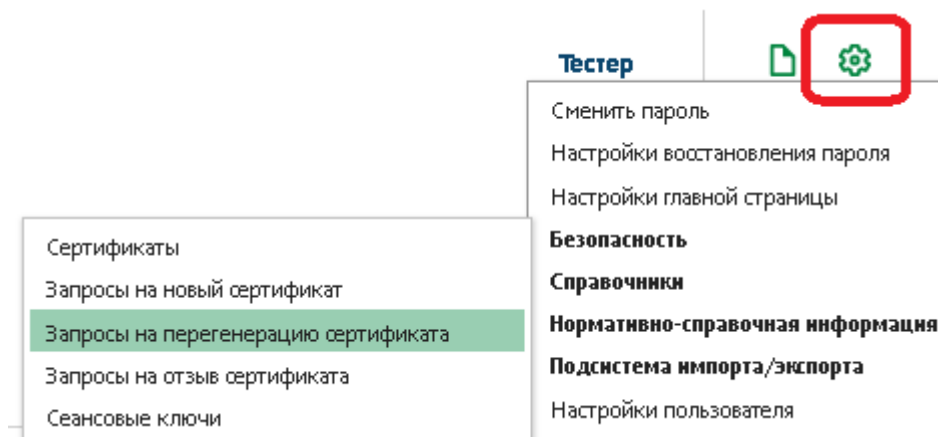 Тестер
Сменить пароль
Настройки восстановления пароля
Настройки главной страницы
Безопасность
Справочники
Нормативно-справочная информация
Подсистема импорта/экспорта
Настройки пользователя
Сертификаты
Запросы на новый сертификат
Запросы на перегенерацию сертификата
Запросы на отзыв сертификата
Сеансовые ключи